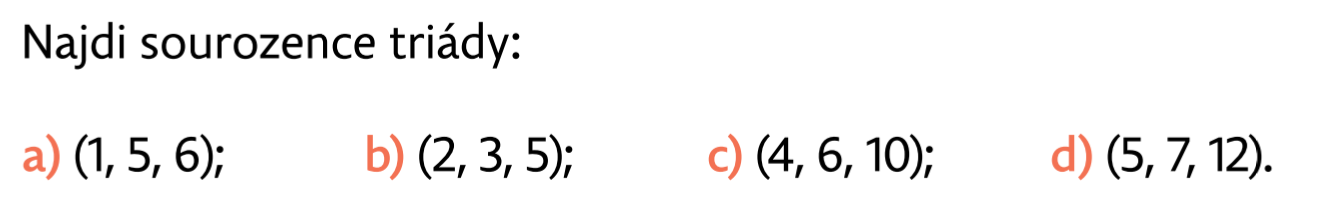 Najdi sourozence triády:
a) (1, 5, 6); b) (2, 3, 5); c) (4, 6, 10); d) (5, 7, 12).